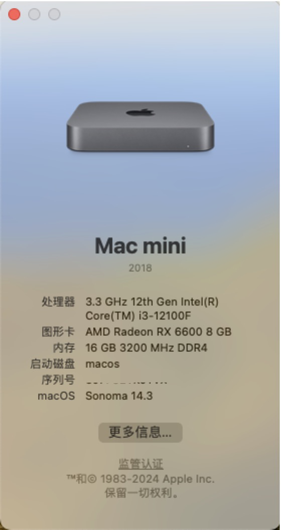 Mac mini
2018
处理器 3.3 GHz 12th Gen Intel(R)
Core(TM) i3-12100F
图形卡 AMD Radeon RX 6600 8 GB
内存 16 GB 3200 MHz DDR4
启动磁盘 macos
序列号
macOS Sonoma 14.3
更多信息...
监管认证
™和© 1983-2024 Apple Inc.
保留一切权利。